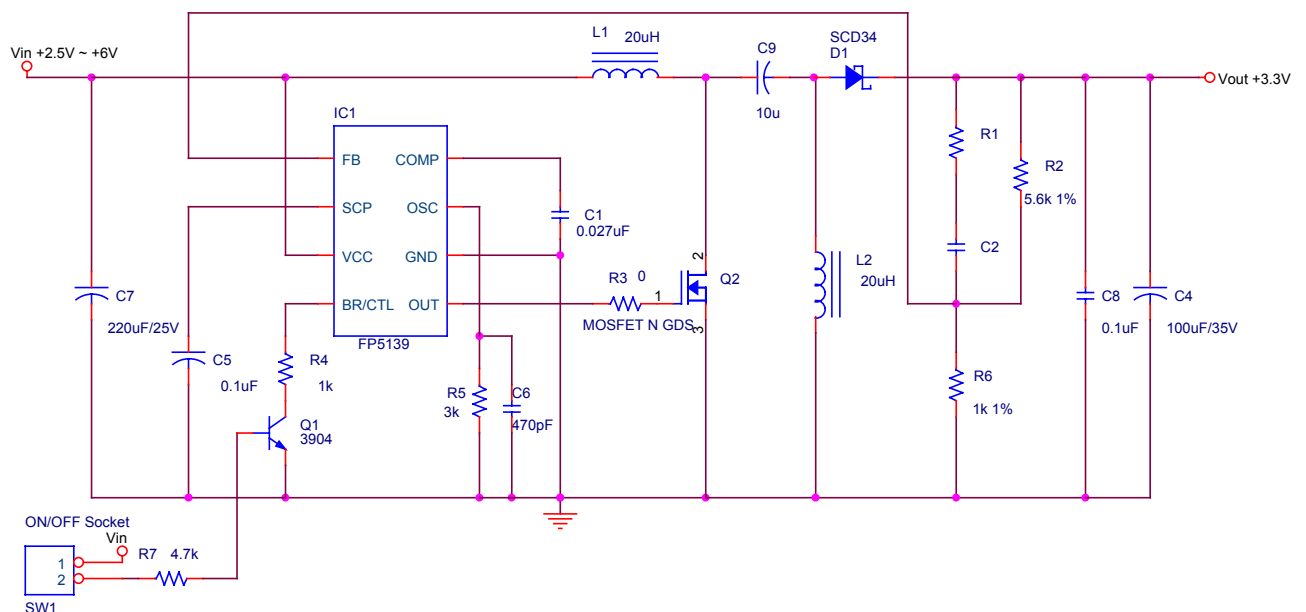 Vin +2.5V ~ +6V
L1 20uH
C9
10u
SCD34
D1
Vout +3.3V
IC1
FB COMP
SCP OSC
VCC GND
BR/CTL OUT
FP5139
C1
0.027uF
R1
R2
5.6k 1%
C2
L2
20uH
R3 0
1
2
3
Q2
MOSFET N GDS
C7
220uF/25V
C5
0.1uF
R4
1k
Q1
3904
R5
3k
C6
470pF
R6
1k 1%
C8
0.1uF
C4
100uF/35V
ON/OFF Socket
Vin
1
2
R7 4.7k
SW1